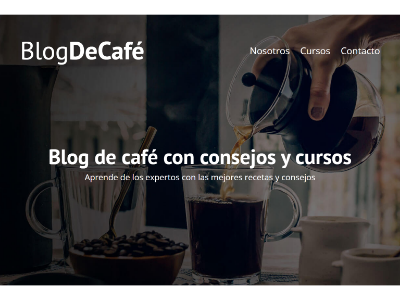 BlogDeCafé
Nosotros Cursos Contacto
Blog de café con consejos y cursos
Aprende de los expertos con las mejores recetas y consejos